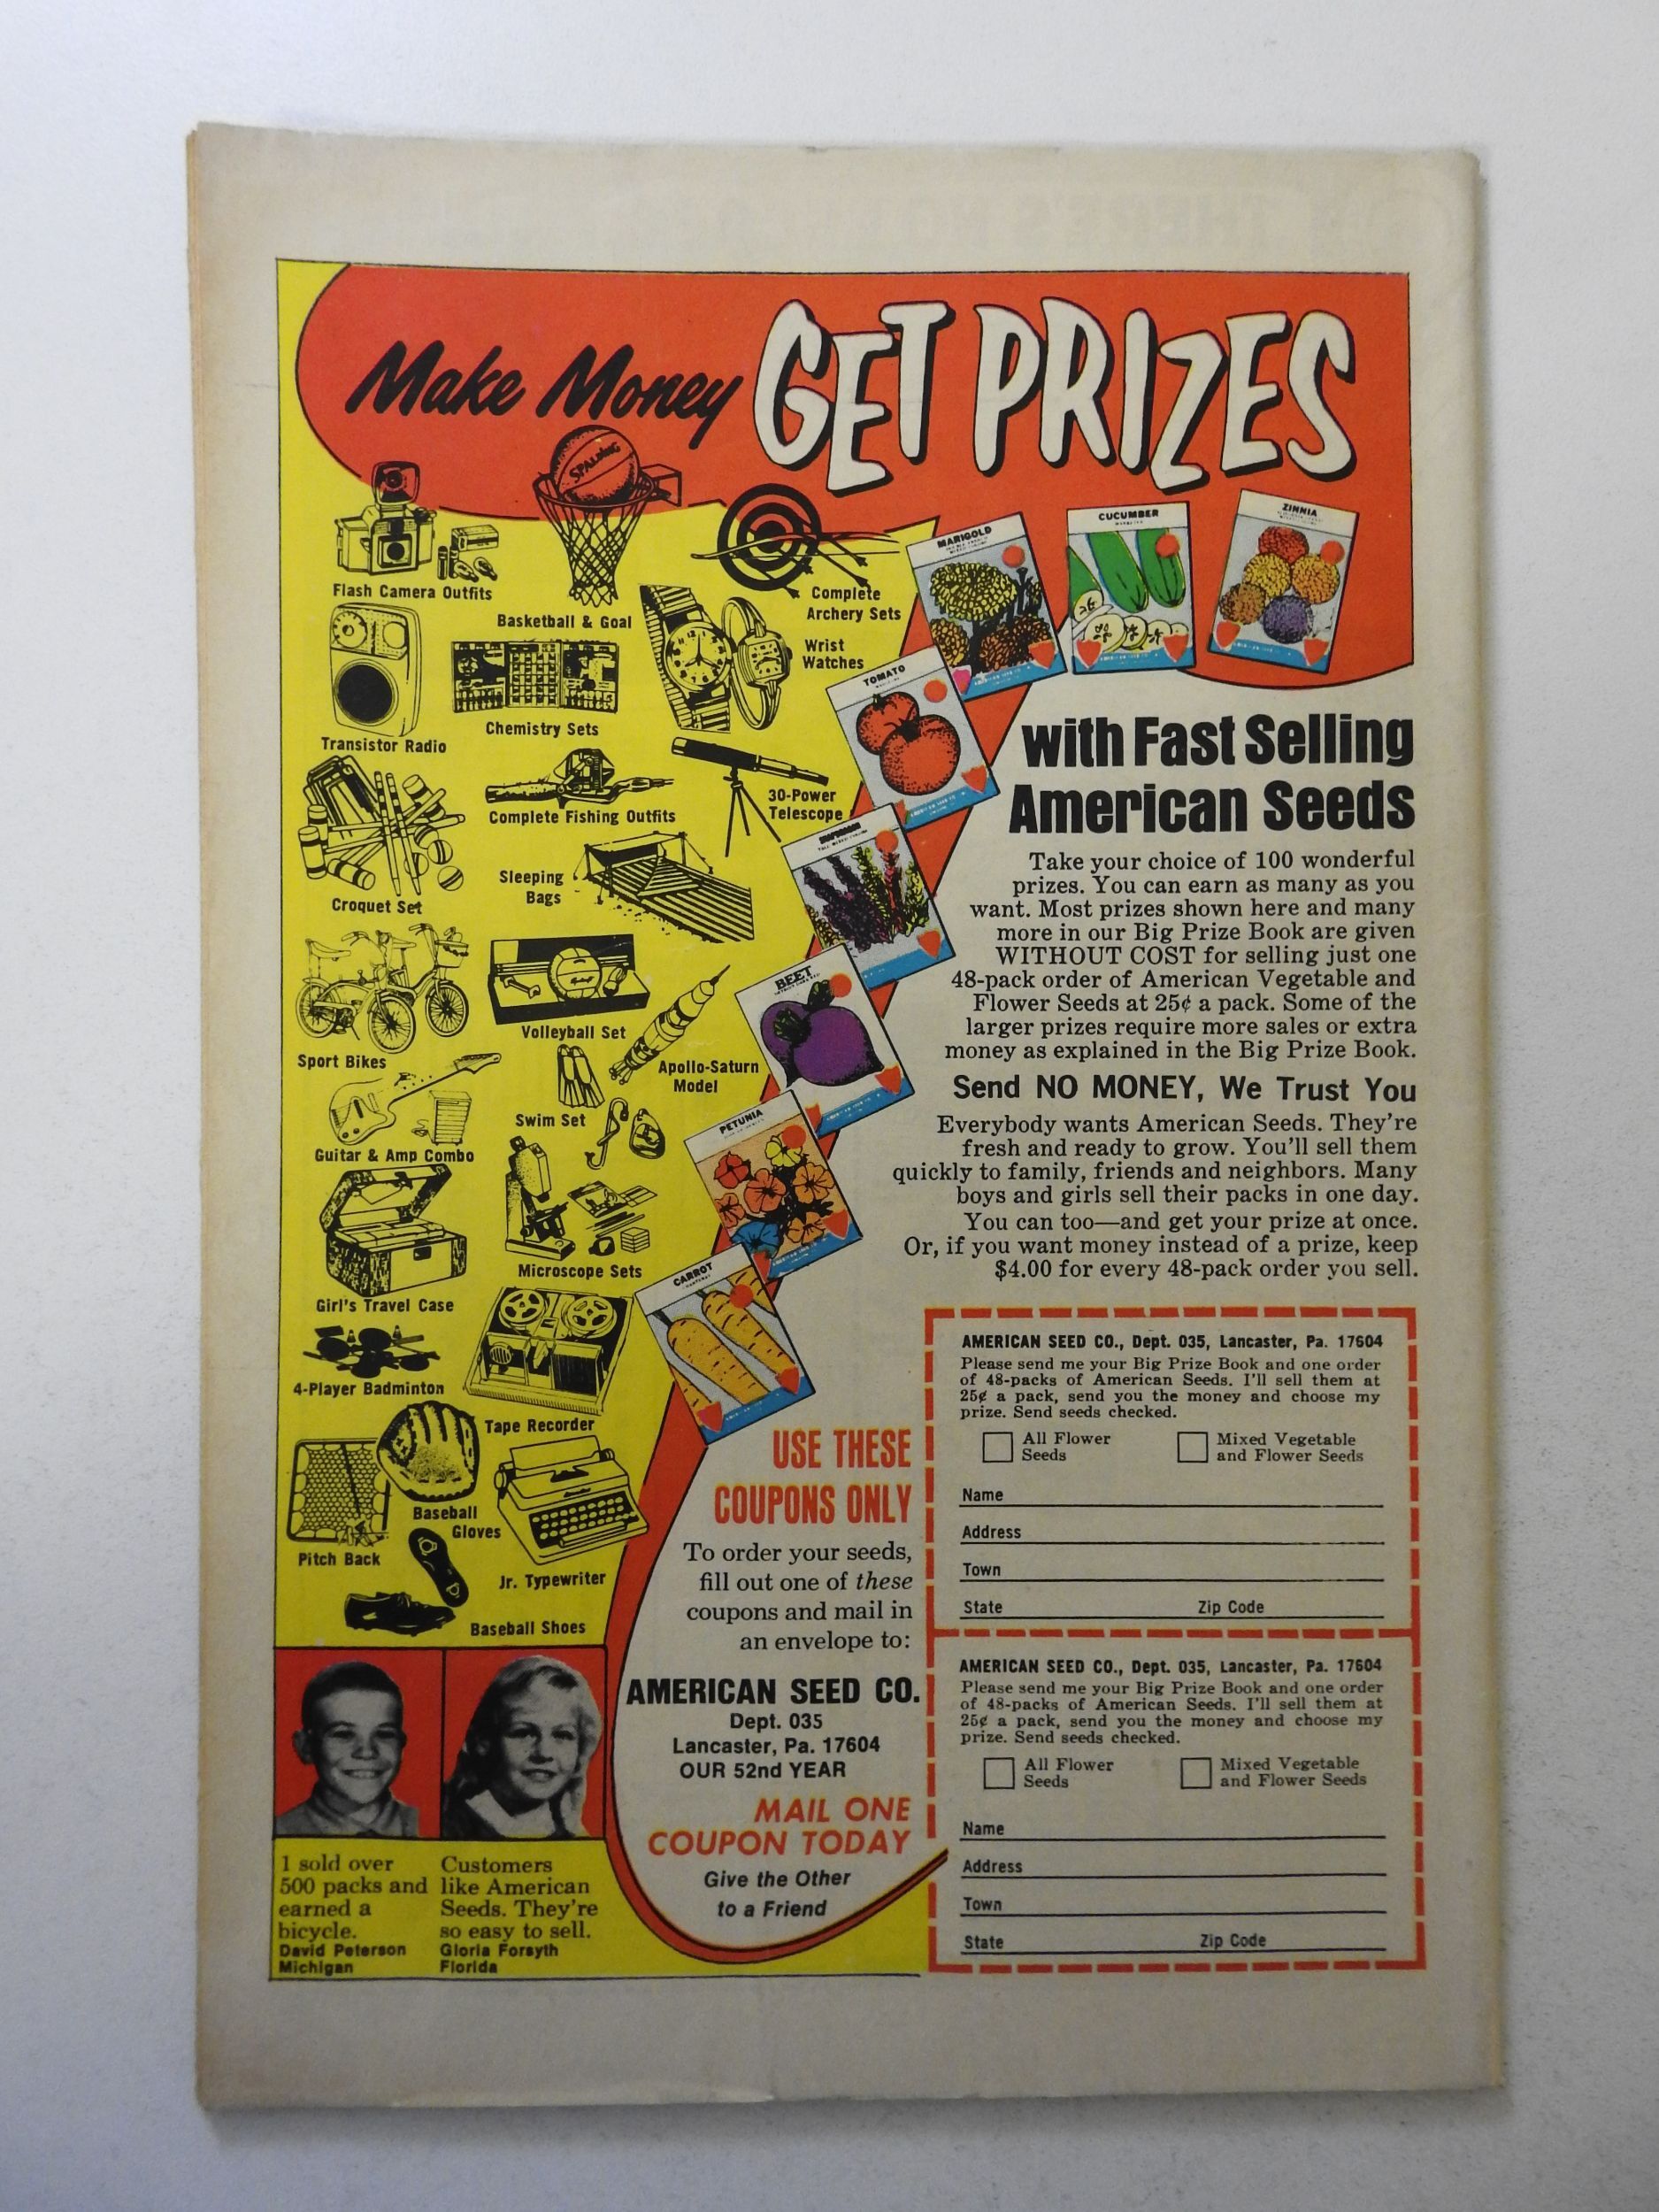 Make Money GET PRIZES
SPALDING
Flash Camera Outfits
Basketball & Goal
Complete
Archery Sets
Wrist
Watches
Transistor Radio
Chemistry Sets
30-Power
Telescope
Complete Fishing Outfits
Croquet Set
Sleeping
Bags
Sport Bikes
Volleyball Set
Apollo-Saturn
Model
Swim Set
Guitar & Amp Combo
Microscope Sets
Girl's Travel Case
4-Player Badminton
Tape Recorder
Baseball
Gloves
Pitch Back
Jr. Typewriter
Baseball Shoes
MARIGOLD
CUCUMBER
ZINNIA
TOMATO
BEET
PETUNIA
CARROT
with Fast Selling
American Seeds
Take your choice of 100 wonderful
prizes. You can earn as many as you
want. Most prizes shown here and many
more in our Big Prize Book are given
WITHOUT COST for selling just one
48-pack order of American Vegetable and
Flower Seeds at 25¢ a pack. Some of the
larger prizes require more sales or extra
money as explained in the Big Prize Book.
Send NO MONEY, We Trust You
Everybody wants American Seeds. They're
fresh and ready to grow. You'll sell them
quickly to family, friends and neighbors. Many
boys and girls sell their packs in one day.
You can too—and get your prize at once.
Or, if you want money instead of a prize, keep
$4.00 for every 48-pack order you sell.
USE THESE
COUPONS ONLY
To order your seeds,
fill out one of these
coupons and mail in
an envelope to:
AMERICAN SEED CO.
Dept. 035
Lancaster, Pa. 17604
OUR 52nd YEAR
MAIL ONE
COUPON TODAY
Give the Other
to a Friend
AMERICAN SEED CO., Dept. 035, Lancaster, Pa. 17604
Please send me your Big Prize Book and one order
of 48-packs of American Seeds. I'll sell them at
25¢ a pack, send you the money and choose my
prize. Send seeds checked.
All Flower
Seeds
Mixed Vegetable
and Flower Seeds
Name
Address
Town
State Zip Code
AMERICAN SEED CO., Dept. 035, Lancaster, Pa. 17604
Please send me your Big Prize Book and one order
of 48-packs of American Seeds. I'll sell them at
25¢ a pack, send you the money and choose my
prize. Send seeds checked.
All Flower
Seeds
Mixed Vegetable
and Flower Seeds
Name
Address
Town
State Zip Code
I sold over
500 packs and
earned a
bicycle.
David Peterson
Michigan
Customers
like American
Seeds. They're
so easy to sell.
Gloria Forsyth
Florida